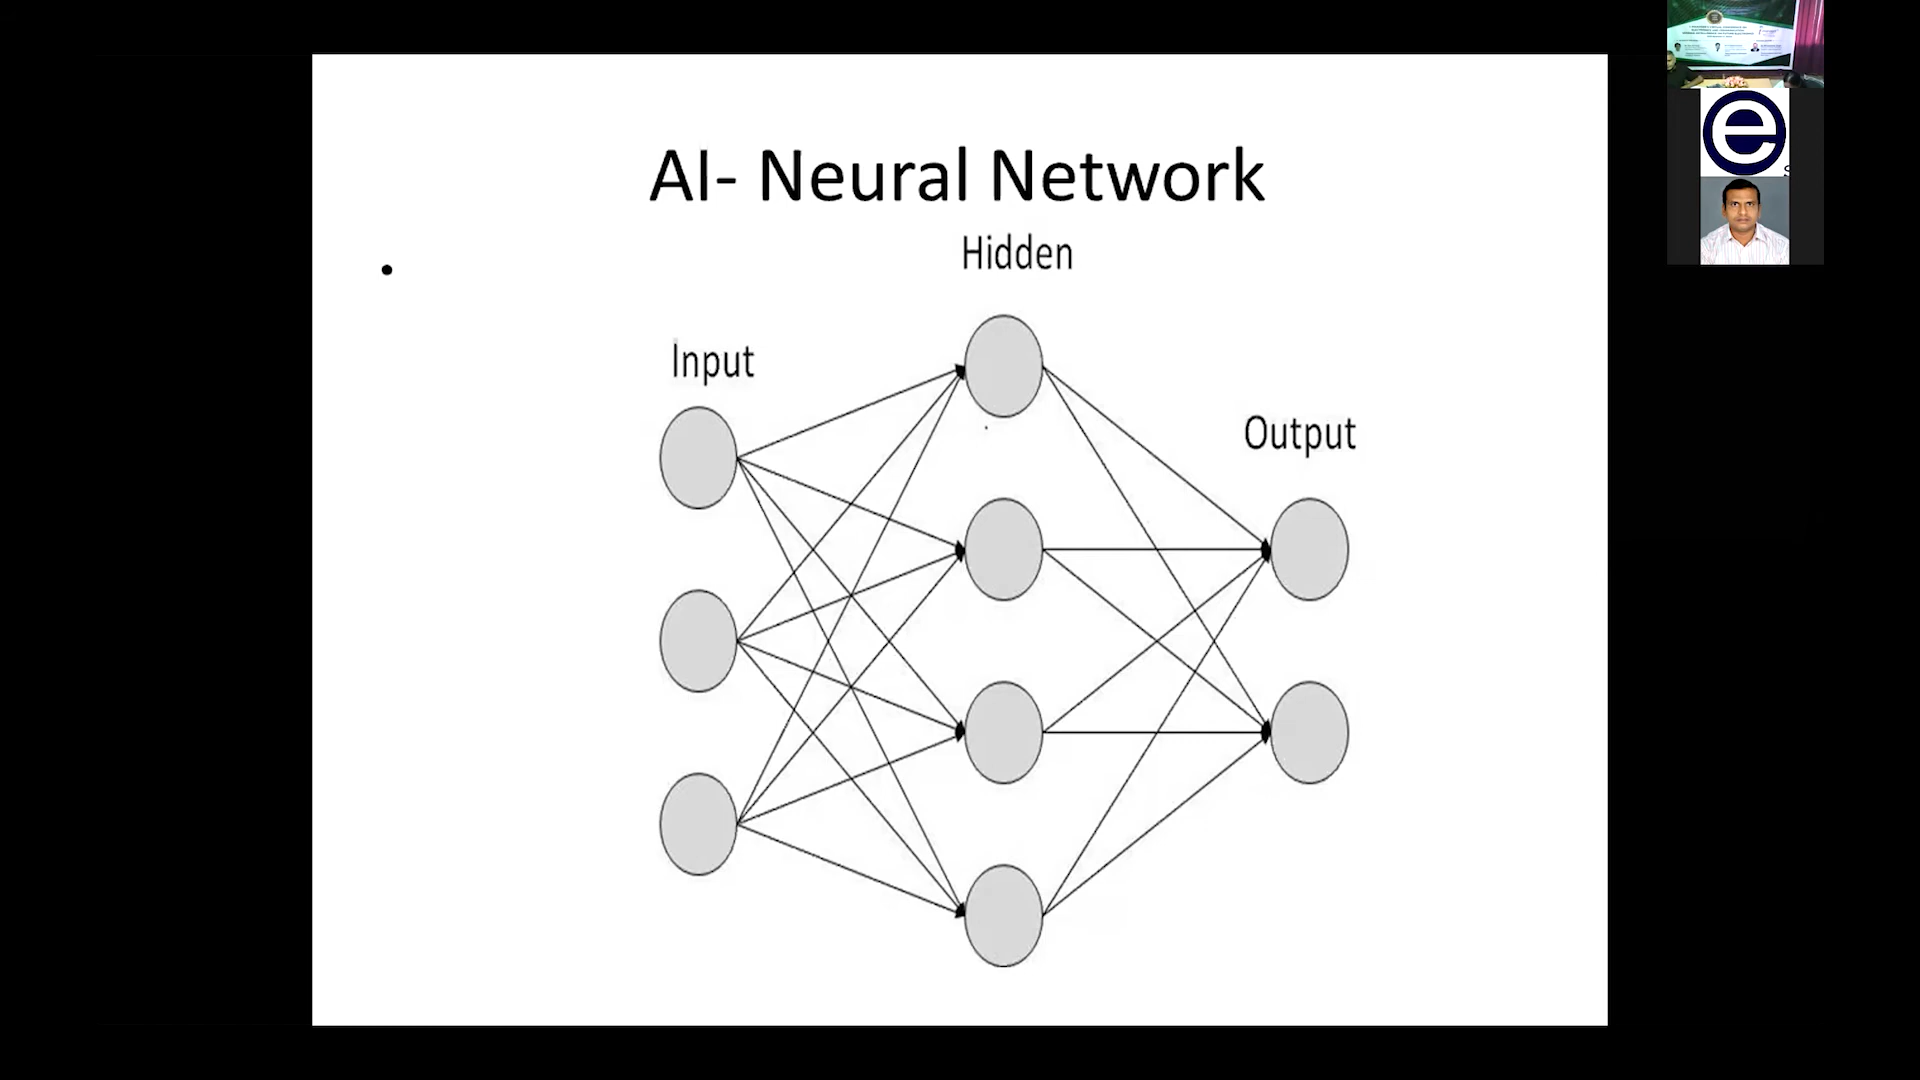 AI- Neural Network
Hidden
•
Input
Output
e